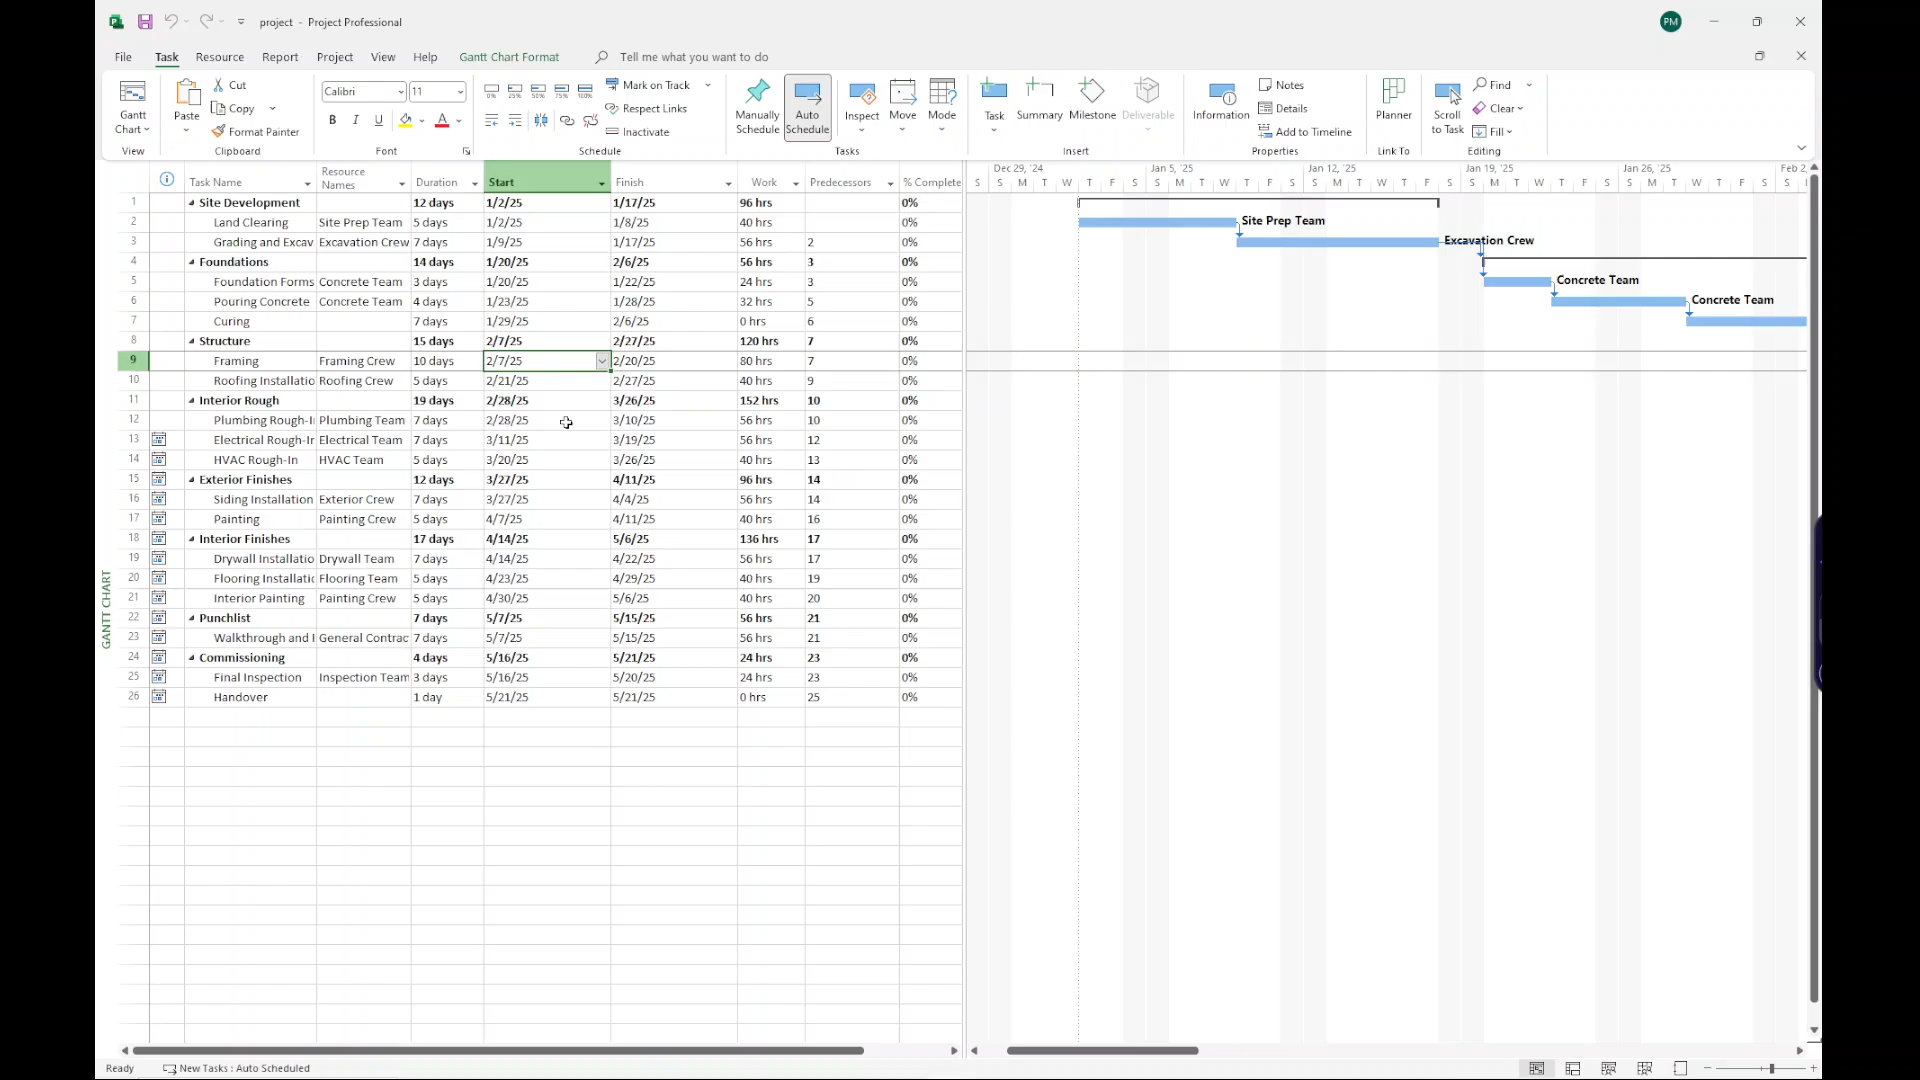 project - Project Professional
PM
File Task Resource Report Project View Help Gantt Chart Format Tell me what you want to do
Gantt Chart
View
Paste
Cut
Copy
Format Painter
Clipboard
Calibri 11
B I U A
Font
0% 25% 50% 75% 100%
Mark on Track
Respect Links
Inactivate
Schedule
Manually Schedule
Auto Schedule
Inspect
Move
Mode
Tasks
Task
Summary
Milestone
Deliverable
Insert
Information
Notes
Details
Add to Timeline
Properties
Planner
Link To
Scroll to Task
Find
Clear
Fill
Editing
Task Name Resource Names Duration Start Finish Work Predecessors % Complete
Dec 29, '24 Jan 5, '25 Jan 12, '25 Jan 19, '25 Jan 26, '25 Feb 2,
S S M T W T F S S M T W T F S S M T W T F S S M T W T F S S M T W T F S S
1 Site Development 12 days 1/2/25 1/17/25 96 hrs 0%
2 Land Clearing Site Prep Team 5 days 1/2/25 1/8/25 40 hrs 0% Site Prep Team
3 Grading and Excav Excavation Crew 7 days 1/9/25 1/17/25 56 hrs 2 0% Excavation Crew
4 Foundations 14 days 1/20/25 2/6/25 56 hrs 3 0%
5 Foundation Forms Concrete Team 3 days 1/20/25 1/22/25 24 hrs 3 0% Concrete Team
6 Pouring Concrete Concrete Team 4 days 1/23/25 1/28/25 32 hrs 5 0% Concrete Team
7 Curing 7 days 1/29/25 2/6/25 0 hrs 6 0%
8 Structure 15 days 2/7/25 2/27/25 120 hrs 7 0%
9 Framing Framing Crew 10 days 2/7/25 2/20/25 80 hrs 7 0%
10 Roofing Installatio Roofing Crew 5 days 2/21/25 2/27/25 40 hrs 9 0%
11 Interior Rough 19 days 2/28/25 3/26/25 152 hrs 10 0%
12 Plumbing Rough-I Plumbing Team 7 days 2/28/25 3/10/25 56 hrs 10 0%
13 Electrical Rough-Ir Electrical Team 7 days 3/11/25 3/19/25 56 hrs 12 0%
14 HVAC Rough-In HVAC Team 5 days 3/20/25 3/26/25 40 hrs 13 0%
15 Exterior Finishes 12 days 3/27/25 4/11/25 96 hrs 14 0%
16 Siding Installation Exterior Crew 7 days 3/27/25 4/4/25 56 hrs 14 0%
17 Painting Painting Crew 5 days 4/7/25 4/11/25 40 hrs 16 0%
18 Interior Finishes 17 days 4/14/25 5/6/25 136 hrs 17 0%
19 Drywall Installatio Drywall Team 7 days 4/14/25 4/22/25 56 hrs 17 0%
20 Flooring Installatic Flooring Team 5 days 4/23/25 4/29/25 40 hrs 19 0%
21 Interior Painting Painting Crew 5 days 4/30/25 5/6/25 40 hrs 20 0%
22 Punchlist 7 days 5/7/25 5/15/25 56 hrs 21 0%
23 Walkthrough and I General Contrac 7 days 5/7/25 5/15/25 56 hrs 21 0%
24 Commissioning 4 days 5/16/25 5/21/25 24 hrs 23 0%
25 Final Inspection Inspection Team 3 days 5/16/25 5/20/25 24 hrs 23 0%
26 Handover 1 day 5/21/25 5/21/25 0 hrs 25 0%
GANTT CHART
Ready New Tasks : Auto Scheduled